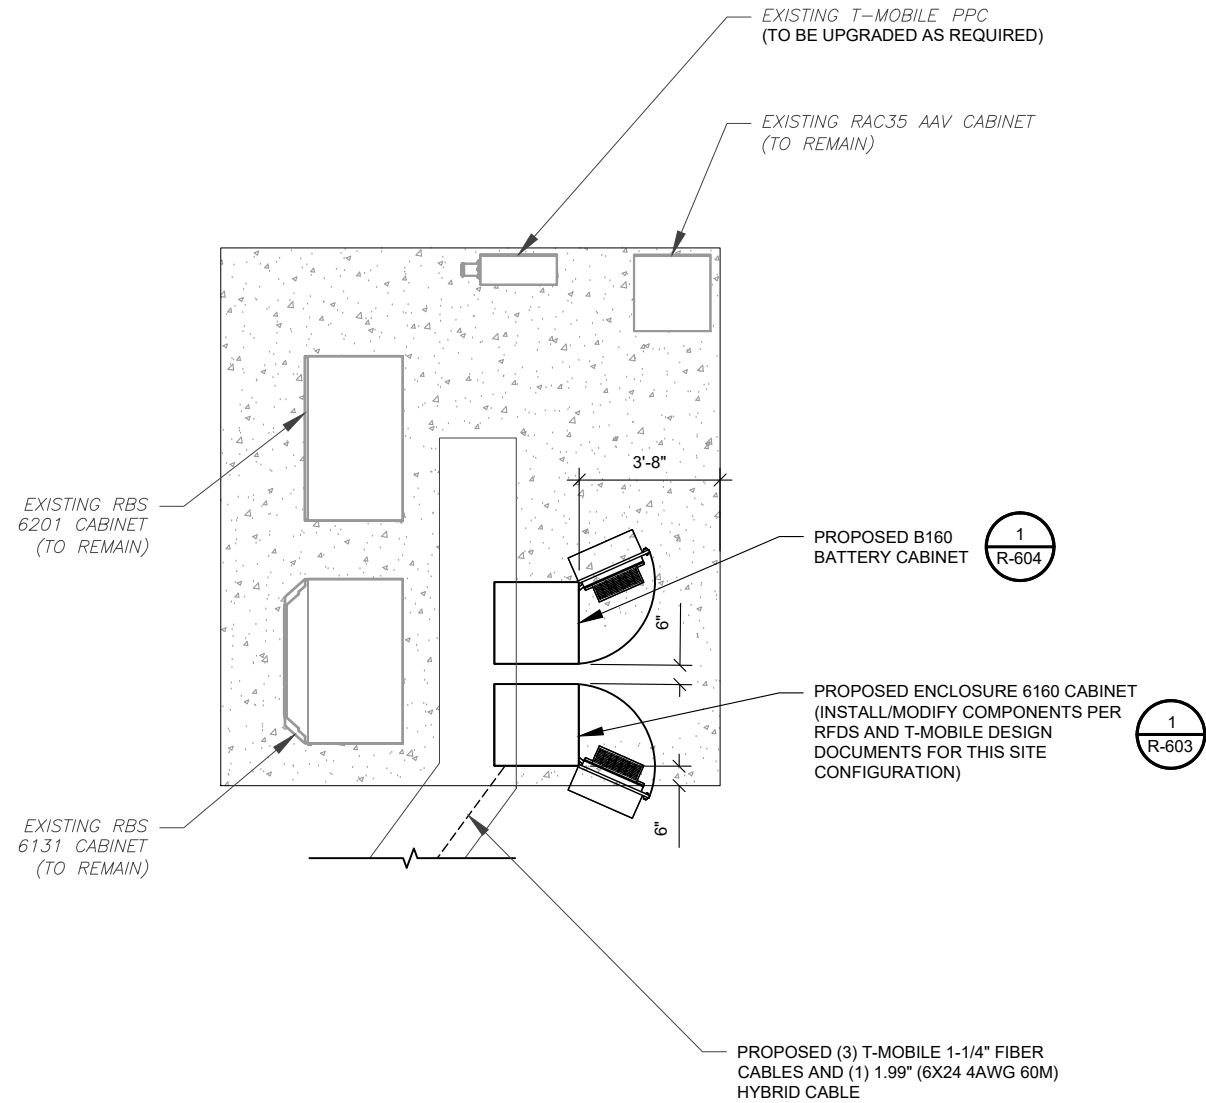 EXISTING T-MOBILE PPC
(TO BE UPGRADED AS REQUIRED)
EXISTING RAC35 AAV CABINET
(TO REMAIN)
3'-8"
EXISTING RBS
6201 CABINET
(TO REMAIN)
PROPOSED B160
BATTERY CABINET
1
R-604
6"
PROPOSED ENCLOSURE 6160 CABINET
(INSTALL/MODIFY COMPONENTS PER
RFDS AND T-MOBILE DESIGN
DOCUMENTS FOR THIS SITE
CONFIGURATION)
1
R-603
6"
EXISTING RBS
6131 CABINET
(TO REMAIN)
PROPOSED (3) T-MOBILE 1-1/4" FIBER
CABLES AND (1) 1.99" (6X24 4AWG 60M)
HYBRID CABLE